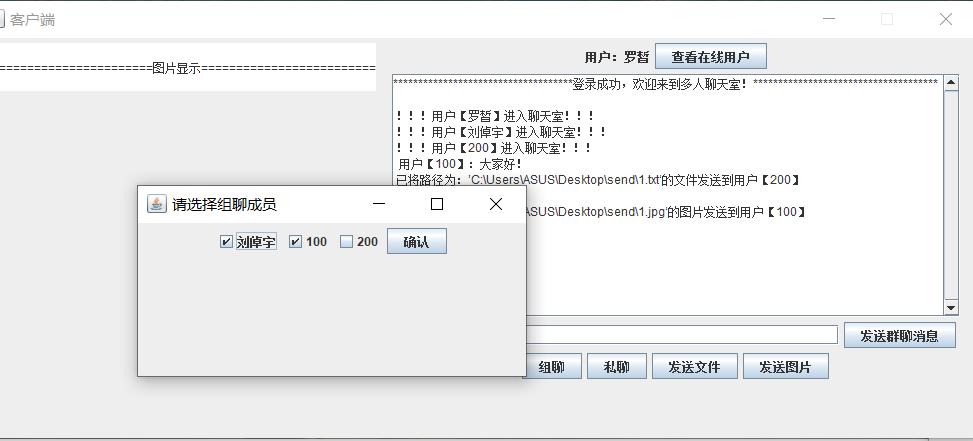 客户端
=======================图片显示=========================
用户：罗皙 查看在线用户
************************************登录成功，欢迎来到多人聊天室！*************************************
！！！用户【罗皙】进入聊天室！！！
！！！用户【刘倬宇】进入聊天室！！！
！！！用户【200】进入聊天室！！！
用户【100】：大家好！
已将路径为：'C:\Users\ASUS\Desktop\send\1.txt'的文件发送到用户【200】
ASUS\Desktop\send\1.jpg'的图片发送到用户【100】
请选择组聊成员
刘倬宇 100 200 确认
发送群聊消息
组聊 私聊 发送文件 发送图片